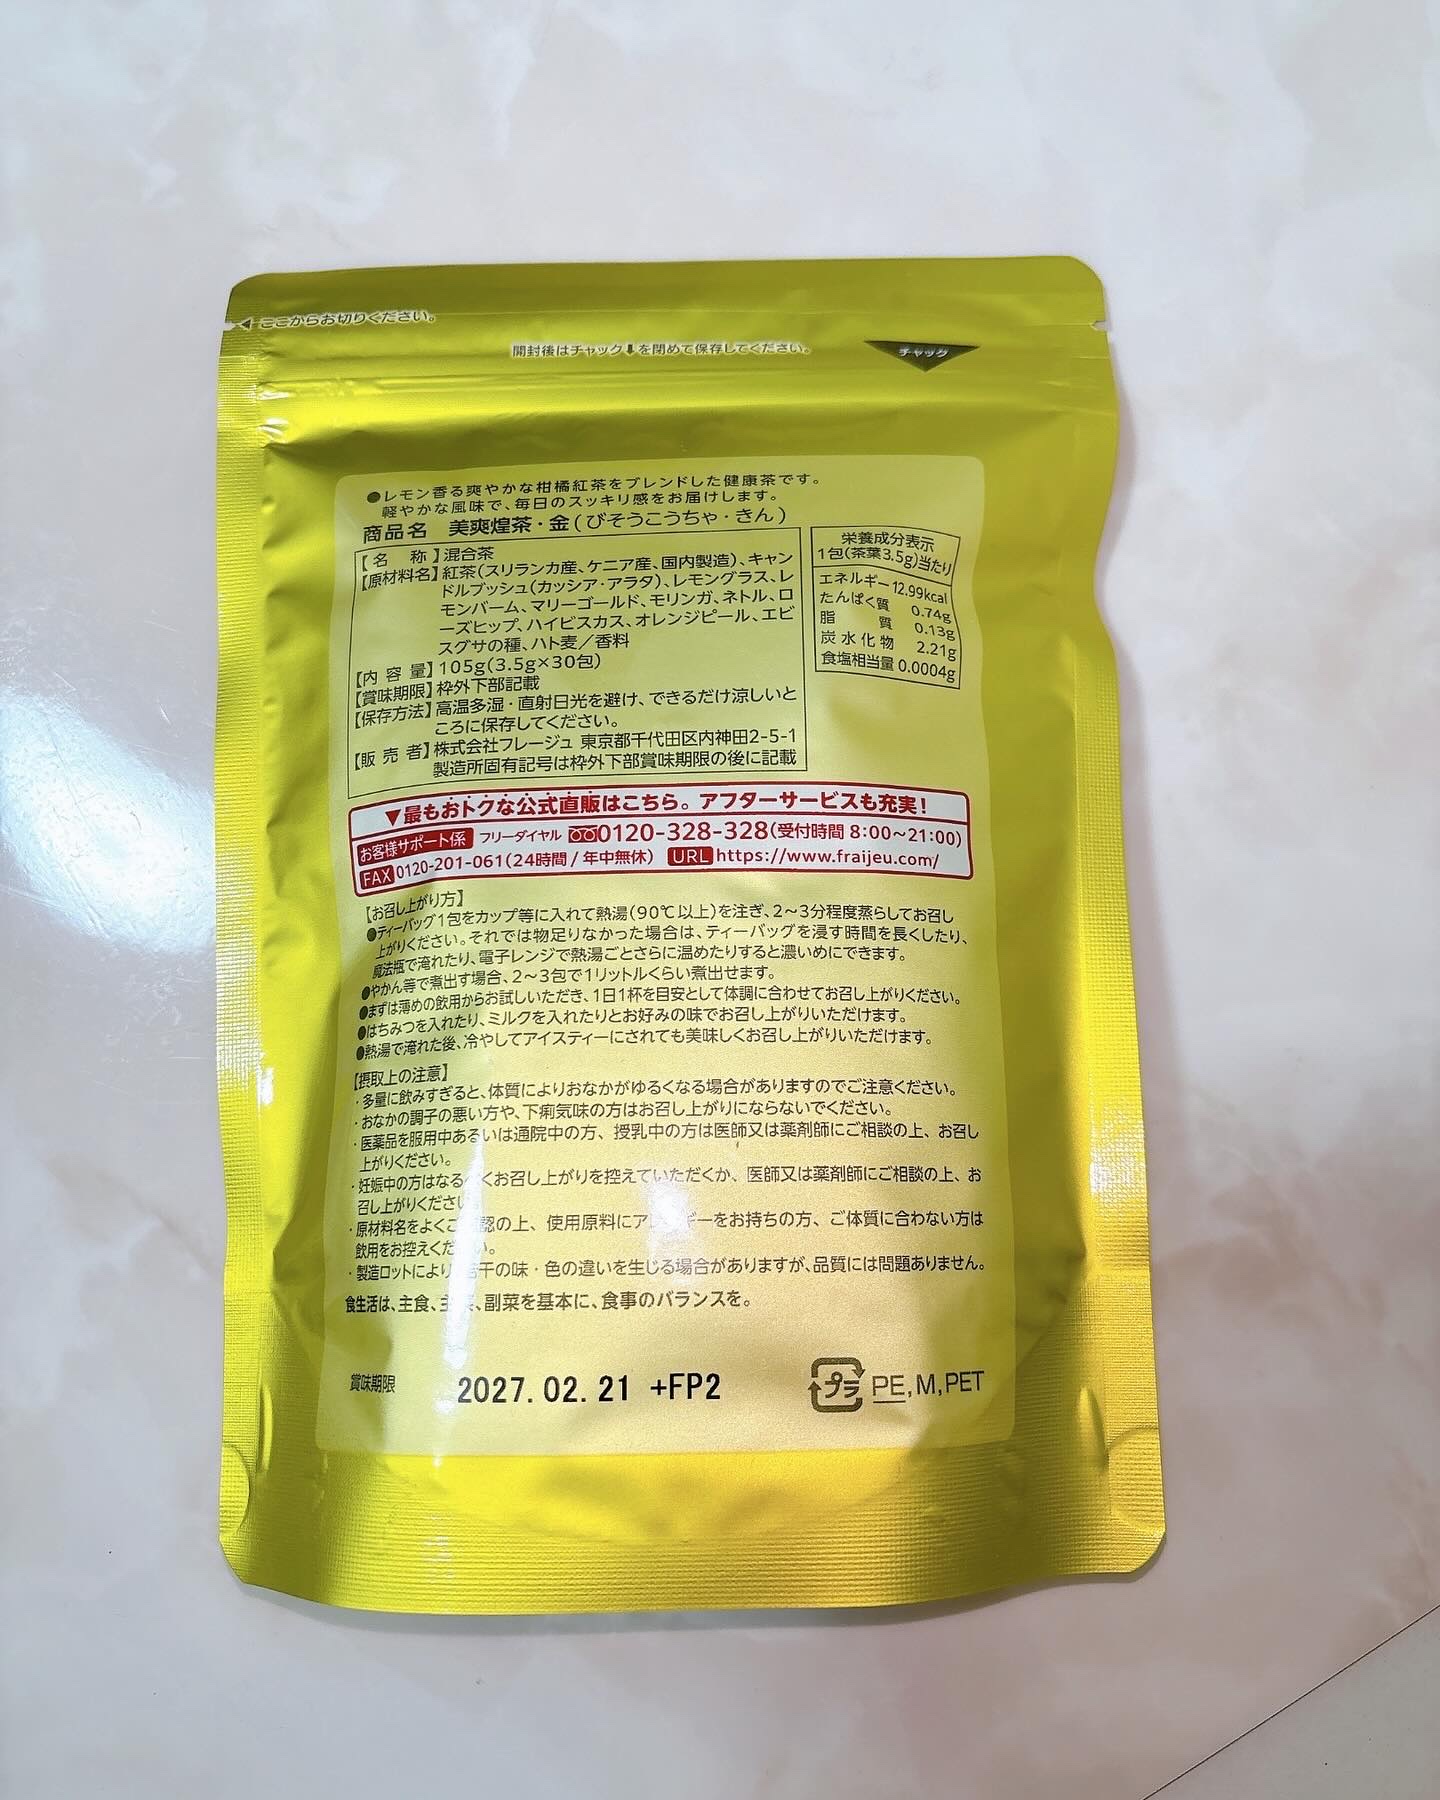 ◀ここからお切りください。
開封後はチャック⬇を閉めて保存してください。
チャック
●レモン香る爽やかな柑橘紅茶をブレンドした健康茶です。
軽やかな風味で、毎日のスッキリ感をお届けします。
商品名 美爽煌茶・金(びそうこうちゃ・きん)
【名 称】混合茶
【原材料名】紅茶(スリランカ産、ケニア産、国内製造)、キャン
ドルブッシュ(カッシア・アラタ)、レモングラス、レ
モンバーム、マリーゴールド、モリンガ、ネトル、ロ
ーズヒップ、ハイビスカス、オレンジピール、エビ
スグサの種、ハト麦／香料
【内容量】105g(3.5g×30包)
【賞味期限】枠外下部記載
【保存方法】高温多湿・直射日光を避け、できるだけ涼しいと
ころに保存してください。
【販売者】株式会社フレージュ 東京都千代田区内神田2-5-1
製造所固有記号は枠外下部賞味期限の後に記載
栄養成分表示
1包(茶葉3.5g)当たり
エネルギー 12.99kcal
たんぱく質 0.74g
脂質 0.13g
炭水化物 2.21g
食塩相当量 0.0004g
▼最もおトクな公式直販はこちら。アフターサービスも充実！
お客様サポート係 フリーダイヤル 0120-328-328(受付時間 8:00〜21:00)
FAX 0120-201-061(24時間/年中無休) URL https://www.fraijeu.com/
【お召し上がり方】
●ティーバッグ1包をカップ等に入れて熱湯(90℃以上)を注ぎ、2〜3分程度蒸らしてお召し
上がりください。それでは物足りなかった場合は、ティーバッグを浸す時間を長くしたり、
魔法瓶で淹れたり、電子レンジで熱湯ごとさらに温めたりすると濃いめにできます。
●やかん等で煮出す場合、2〜3包で1リットルくらい煮出せます。
●まずは薄めの飲用からお試しいただき、1日1杯を目安として体調に合わせてお召し上がりください。
●はちみつを入れたり、ミルクを入れたりとお好みの味でお召し上がりいただけます。
●熱湯で淹れた後、冷やしてアイスティーにされても美味しくお召し上がりいただけます。
【摂取上の注意】
・多量に飲みすぎると、体質によりおなかがゆるくなる場合がありますのでご注意ください。
・おなかの調子の悪い方や、下痢気味の方はお召し上がりにならないでください。
・医薬品を服用中あるいは通院中の方、授乳中の方は医師又は薬剤師にご相談の上、お召し
上がりください。
・妊娠中の方はなる くお召し上がりを控えていただくか、医師又は薬剤師にご相談の上、お
召し上がりくださ
・原材料名をよくご 認の上、使用原料にア ギーをお持ちの方、ご体質に合わない方は
飲用をお控えくだ い。
・製造ロットにより 干の味・色の違いを生じる場合がありますが、品質には問題ありません。
食生活は、主食、主 、副菜を基本に、食事のバランスを。
賞味期限 2027.02.21 +FP2
プラ PE,M,PET